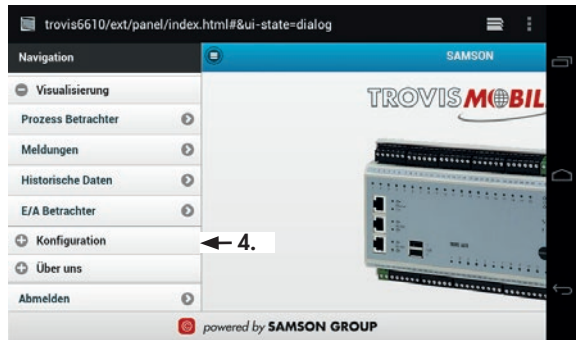 trovis6610/ext/panel/index.html#&ui-state=dialog
Navigation
SAMSON
Visualisierung
TROVIS MOBIL
Prozess Betrachter
Meldungen
Historische Daten
E/A Betrachter
Konfiguration
4.
Über uns
Abmelden
powered by SAMSON GROUP